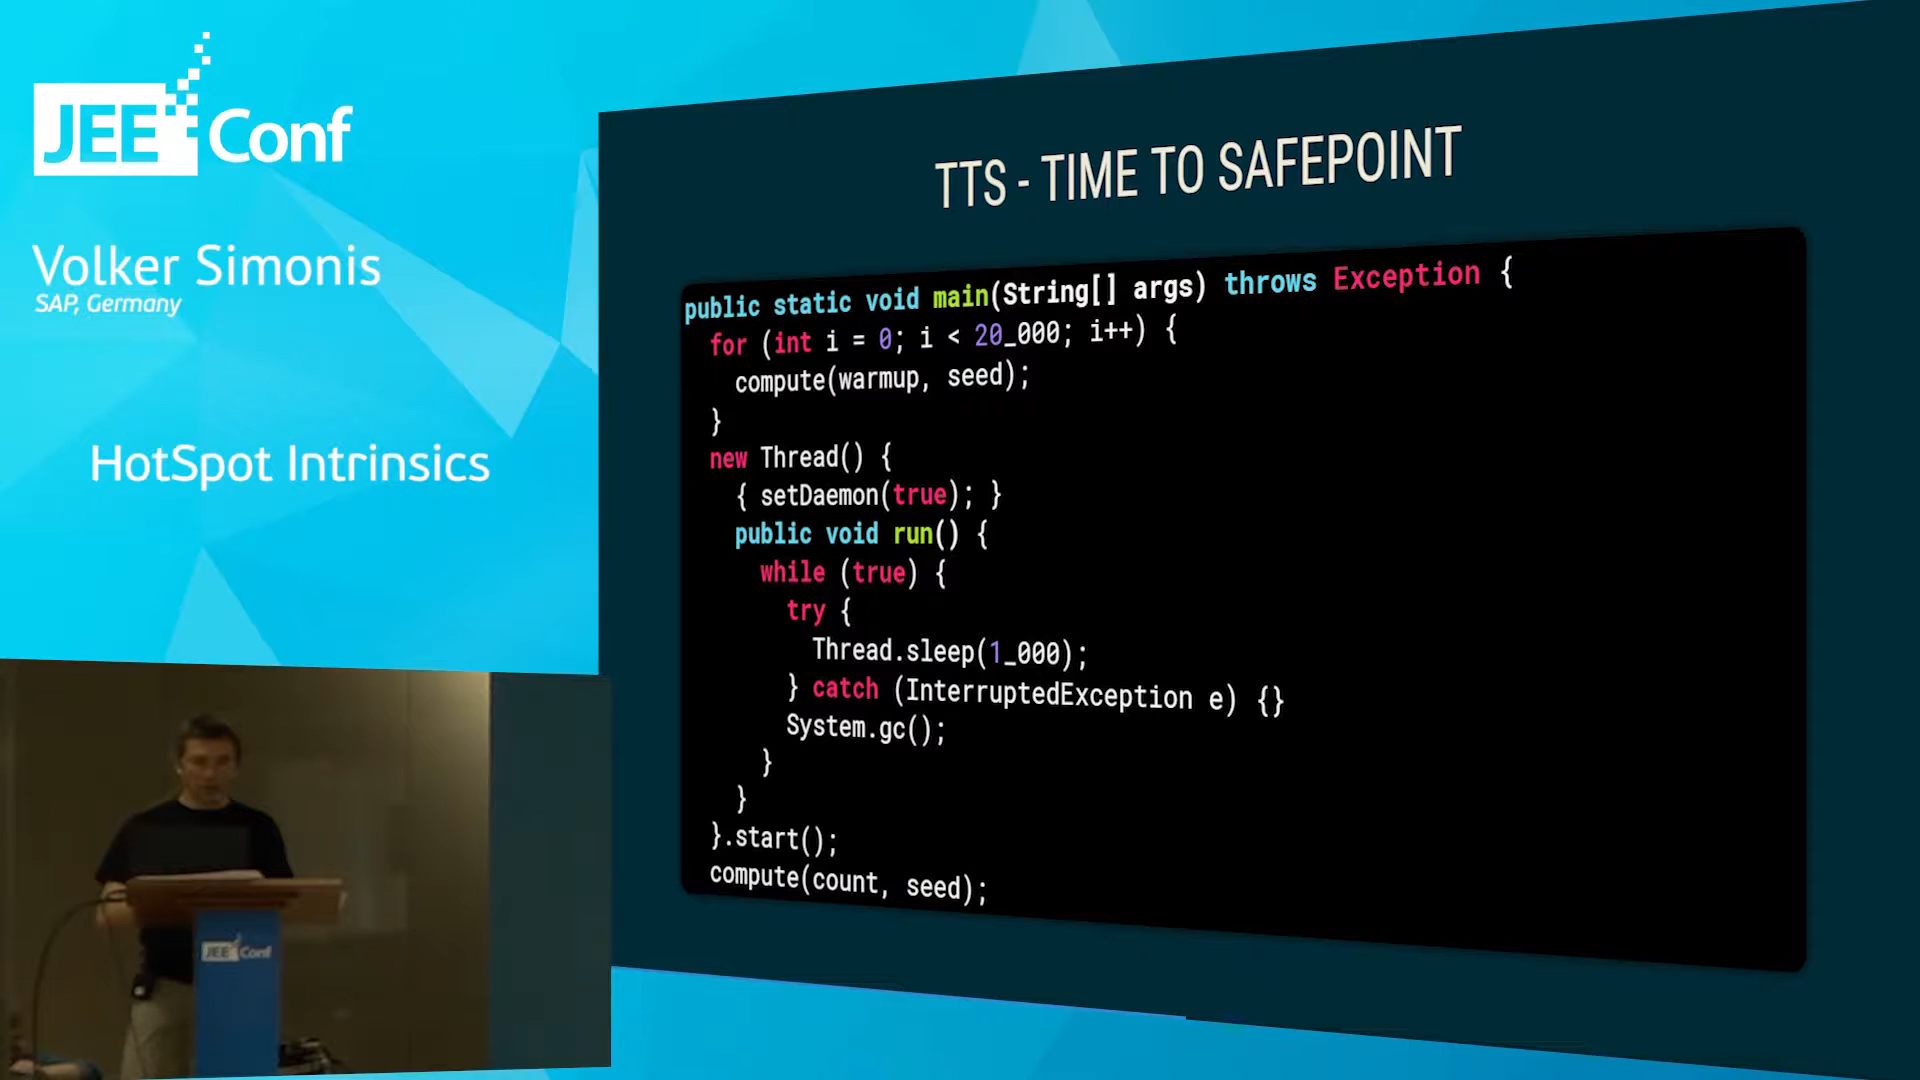 JEE Conf
Volker Simonis
SAP, Germany
HotSpot Intrinsics
TTS - TIME TO SAFEPOINT
public static void main(String[] args) throws Exception {
for (int i = 0; i < 20_000; i++) {
compute(warmup, seed);
}
new Thread() {
{ setDaemon(true); }
public void run() {
while (true) {
try {
Thread.sleep(1_000);
} catch (InterruptedException e) {}
System.gc();
}
}
}.start();
compute(count, seed);
JEE Conf